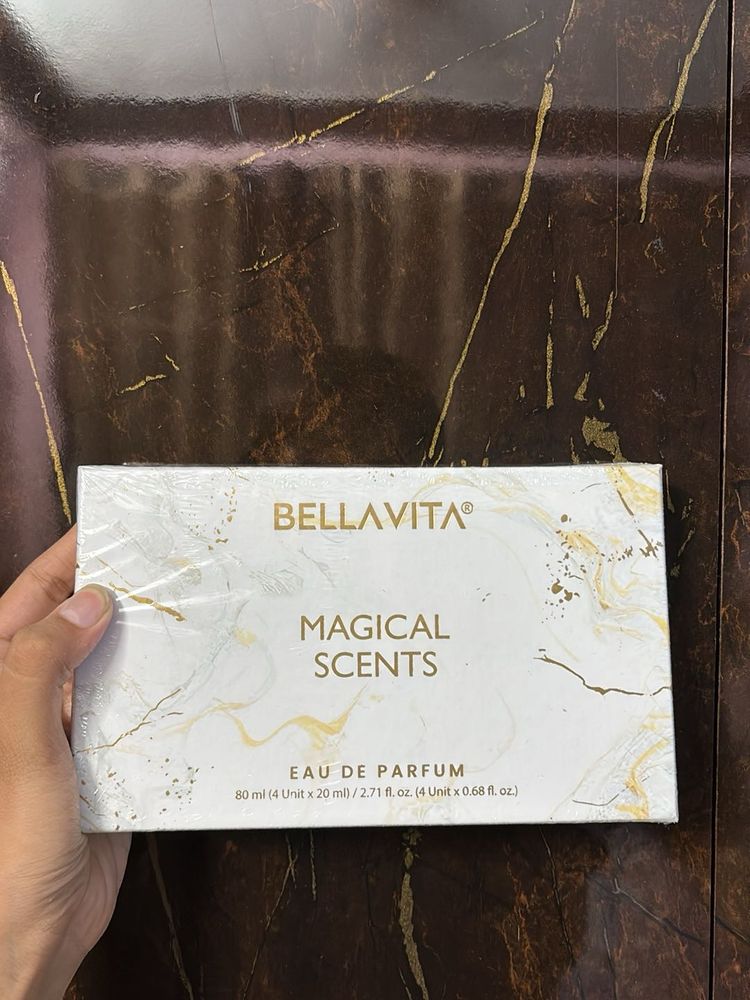 BELLAVITA®
MAGICAL
SCENTS
EAU DE PARFUM
80 ml (4 Unit x 20 ml) / 2.71 fl. oz. (4 Unit x 0.68 fl. oz.)